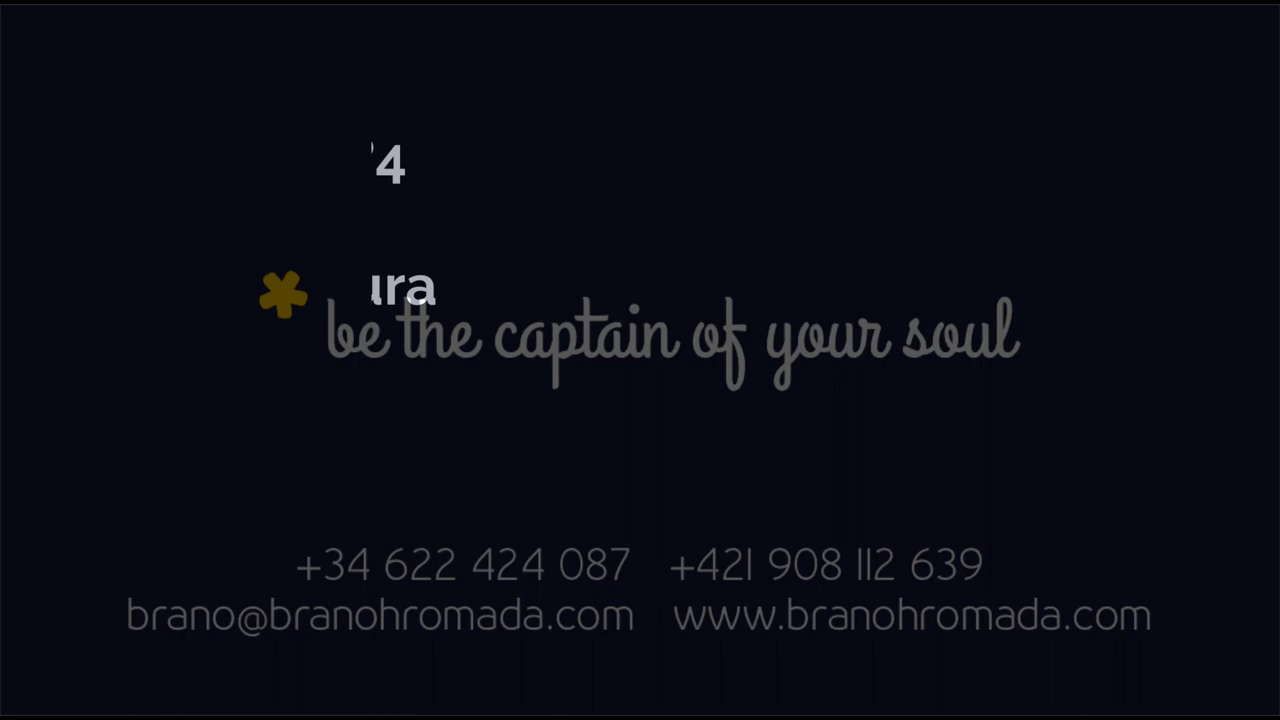 4
ura
* be the captain of your soul
+34 622 424 087 +421 908 112 639
brano@branohromada.com www.branohromada.com